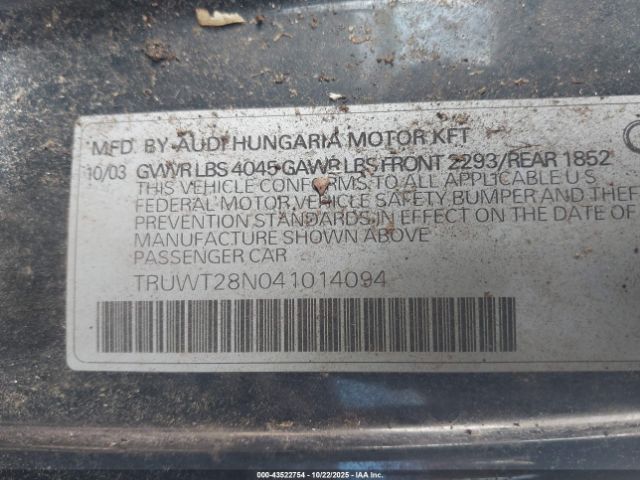 MFD. BY AUDI HUNGARIA MOTOR KFT
10/03 GVWR LBS 4045 GAWR LBS FRONT 2293/REAR 1852
THIS VEHICLE CONFORMS TO ALL APPLICABLE U S
FEDERAL MOTOR VEHICLE SAFETY, BUMPER AND THEFT
PREVENTION STANDARDS IN EFFECT ON THE DATE OF
MANUFACTURE SHOWN ABOVE
PASSENGER CAR
TRUWT28N041014094
000-43522754 | 10/22/2025 | IAAI.COM